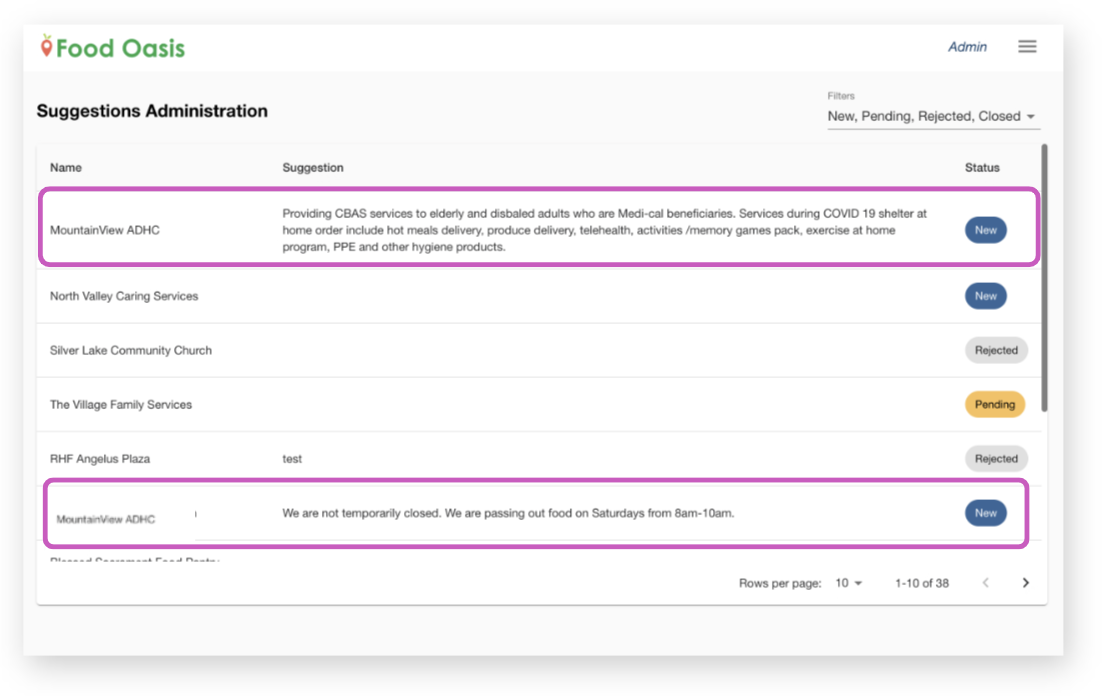 Food Oasis
Admin
Suggestions Administration
Filters
New, Pending, Rejected, Closed
Name Suggestion Status
MountainView ADHC
Providing CBAS services to elderly and disbaled adults who are Medi-cal beneficiaries. Services during COVID 19 shelter at
home order include hot meals delivery, produce delivery, telehealth, activities /memory games pack, exercise at home
program, PPE and other hygiene products.
New
North Valley Caring Services New
Silver Lake Community Church Rejected
The Village Family Services Pending
RHF Angelus Plaza test Rejected
MountainView ADHC We are not temporarily closed. We are passing out food on Saturdays from 8am-10am. New
Blessed Sacrament Food Pantry
Rows per page: 10 1-10 of 38